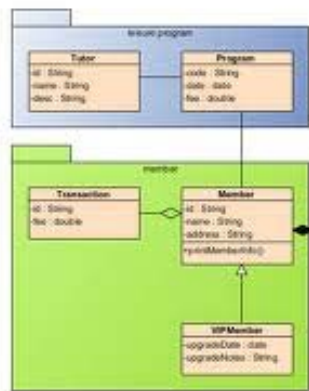 leisure program
Tutor
-id : String
-name : String
-desc : String
Program
-code : String
-date : date
-fee : double
member
Transaction
-id : String
-fee : double
Member
-id : String
-name : String
-address : String
+printMemberInfo()
VIPMember
-upgradeDate : date
-upgradeNotes : String